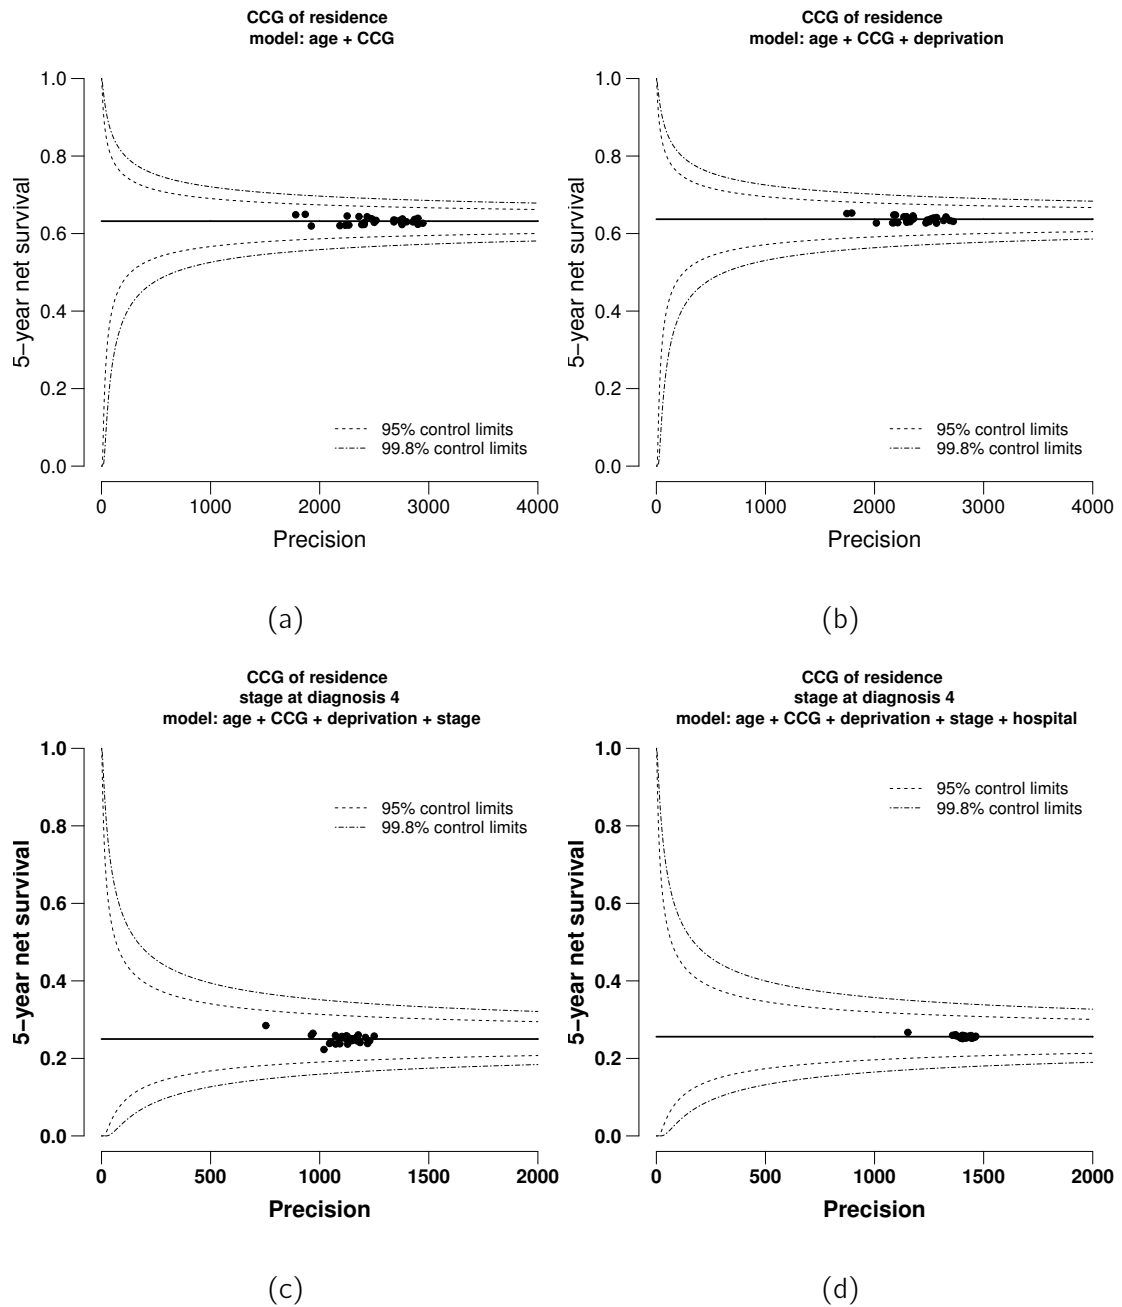 CCG of residence
model: age + CCG
5−year net survival
1.0
0.8
0.6
0.4
0.2
0.0
95% control limits
99.8% control limits
0 1000 2000 3000 4000
Precision
(a)
CCG of residence
model: age + CCG + deprivation
5−year net survival
1.0
0.8
0.6
0.4
0.2
0.0
95% control limits
99.8% control limits
0 1000 2000 3000 4000
Precision
(b)
CCG of residence
stage at diagnosis 4
model: age + CCG + deprivation + stage
5−year net survival
1.0
0.8
0.6
0.4
0.2
0.0
95% control limits
99.8% control limits
0 500 1000 1500 2000
Precision
(c)
CCG of residence
stage at diagnosis 4
model: age + CCG + deprivation + stage + hospital
5−year net survival
1.0
0.8
0.6
0.4
0.2
0.0
95% control limits
99.8% control limits
0 500 1000 1500 2000
Precision
(d)